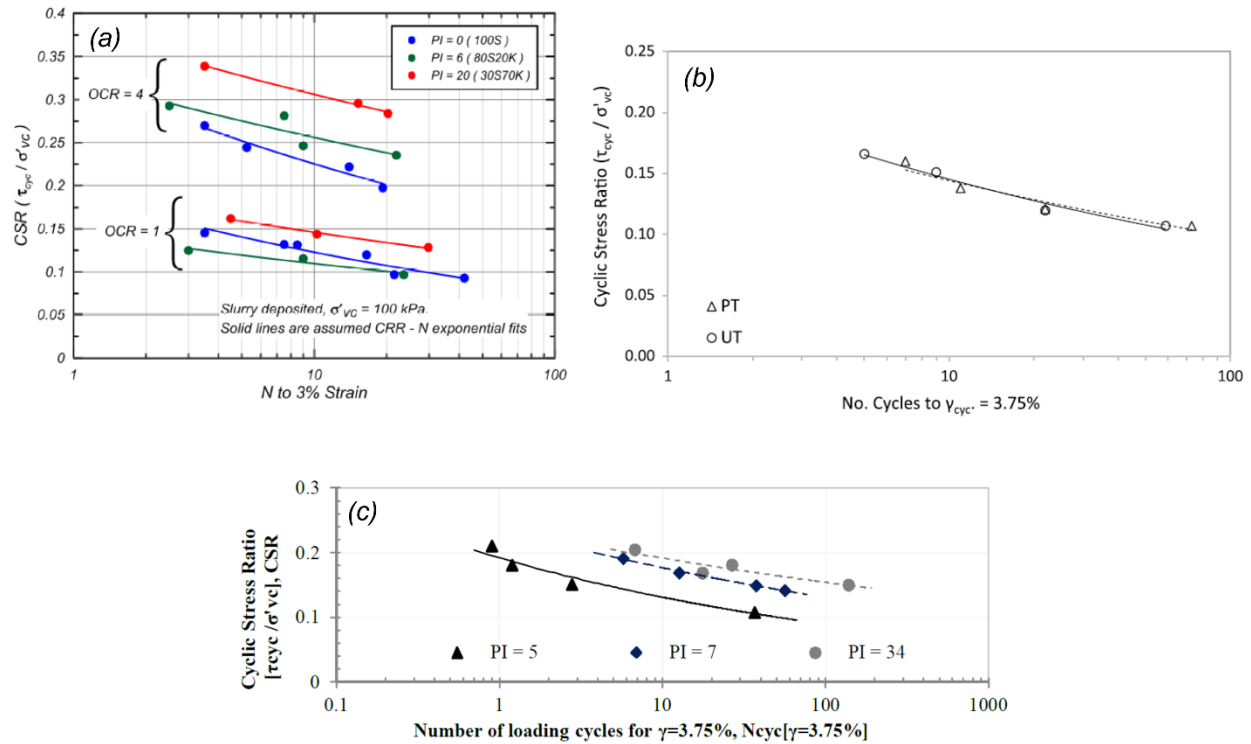 (a)
PI = 0 ( 100S )
PI = 6 ( 80S20K )
PI = 20 ( 30S70K )
OCR = 4
OCR = 1
Slurry deposited, σ'VC = 100 kPa.
Solid lines are assumed CRR - N exponential fits
CSR ( τcyc / σ'VC )
0.4
0.35
0.3
0.25
0.2
0.15
0.1
0.05
0
1
10
100
N to 3% Strain
(b)
Cyclic Stress Ratio (τcyc / σ'vc)
0.25
0.20
0.15
0.10
0.05
0.00
PT
UT
1
10
100
No. Cycles to γcyc. = 3.75%
(c)
Cyclic Stress Ratio
[τcyc /σ'vc], CSR
0.3
0.2
0.1
0
PI = 5
PI = 7
PI = 34
0.1
1
10
100
1000
Number of loading cycles for γ=3.75%, Ncyc[γ=3.75%]